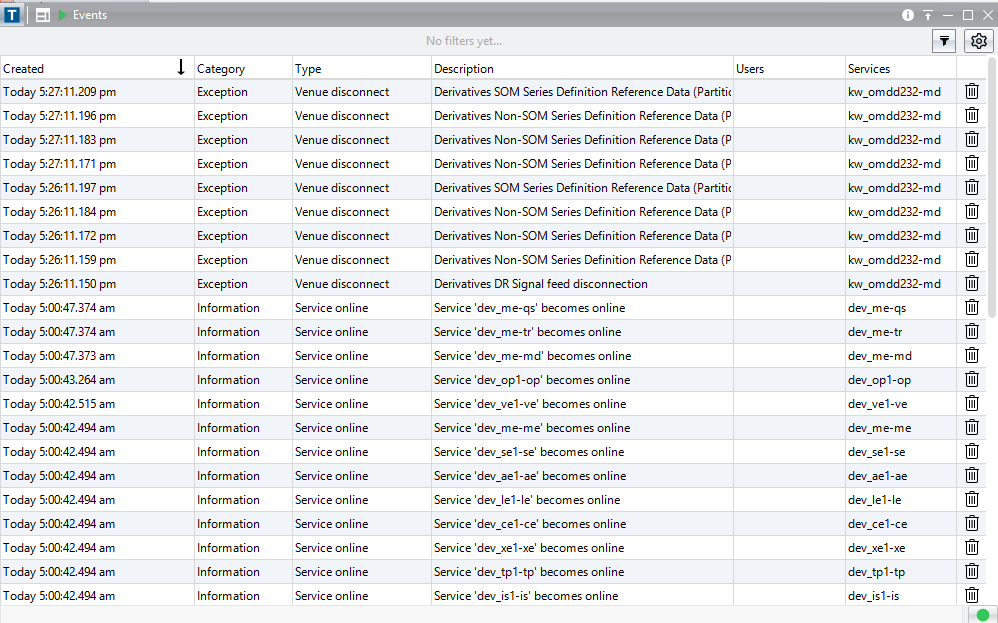 T Events
No filters yet...
Created Category Type Description Users Services
Today 5:27:11.209 pm Exception Venue disconnect Derivatives SOM Series Definition Reference Data (Partitic kw_omdd232-md
Today 5:27:11.196 pm Exception Venue disconnect Derivatives Non-SOM Series Definition Reference Data (P kw_omdd232-md
Today 5:27:11.183 pm Exception Venue disconnect Derivatives Non-SOM Series Definition Reference Data (P kw_omdd232-md
Today 5:27:11.171 pm Exception Venue disconnect Derivatives Non-SOM Series Definition Reference Data (P kw_omdd232-md
Today 5:26:11.197 pm Exception Venue disconnect Derivatives SOM Series Definition Reference Data (Partitic kw_omdd232-md
Today 5:26:11.184 pm Exception Venue disconnect Derivatives Non-SOM Series Definition Reference Data (P kw_omdd232-md
Today 5:26:11.172 pm Exception Venue disconnect Derivatives Non-SOM Series Definition Reference Data (P kw_omdd232-md
Today 5:26:11.159 pm Exception Venue disconnect Derivatives Non-SOM Series Definition Reference Data (P kw_omdd232-md
Today 5:26:11.150 pm Exception Venue disconnect Derivatives DR Signal feed disconnection kw_omdd232-md
Today 5:00:47.374 am Information Service online Service 'dev_me-qs' becomes online dev_me-qs
Today 5:00:47.374 am Information Service online Service 'dev_me-tr' becomes online dev_me-tr
Today 5:00:47.373 am Information Service online Service 'dev_me-md' becomes online dev_me-md
Today 5:00:43.264 am Information Service online Service 'dev_op1-op' becomes online dev_op1-op
Today 5:00:42.515 am Information Service online Service 'dev_ve1-ve' becomes online dev_ve1-ve
Today 5:00:42.494 am Information Service online Service 'dev_me-me' becomes online dev_me-me
Today 5:00:42.494 am Information Service online Service 'dev_se1-se' becomes online dev_se1-se
Today 5:00:42.494 am Information Service online Service 'dev_ae1-ae' becomes online dev_ae1-ae
Today 5:00:42.494 am Information Service online Service 'dev_le1-le' becomes online dev_le1-le
Today 5:00:42.494 am Information Service online Service 'dev_ce1-ce' becomes online dev_ce1-ce
Today 5:00:42.494 am Information Service online Service 'dev_xe1-xe' becomes online dev_xe1-xe
Today 5:00:42.494 am Information Service online Service 'dev_tp1-tp' becomes online dev_tp1-tp
Today 5:00:42.494 am Information Service online Service 'dev_is1-is' becomes online dev_is1-is